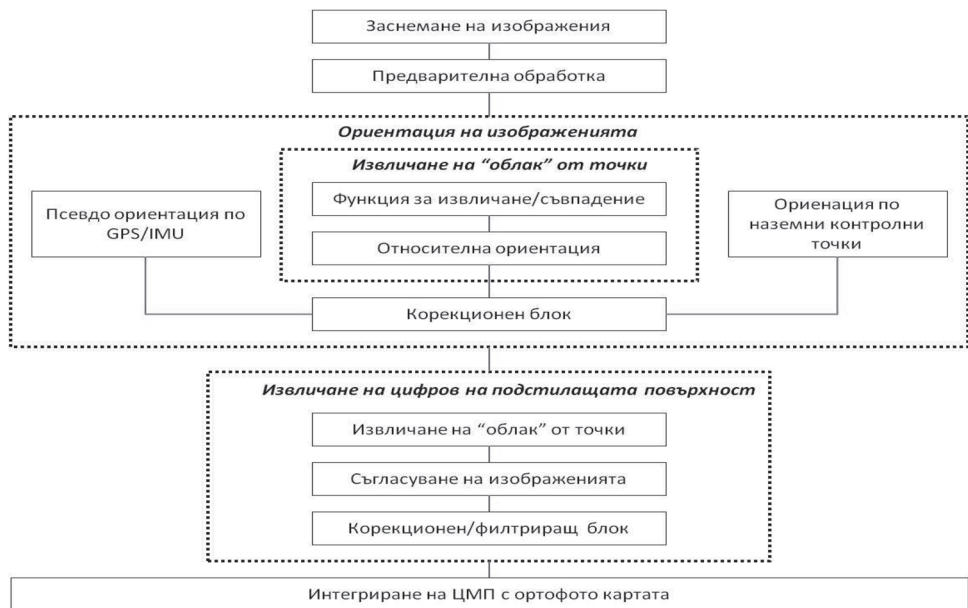 Заснемане на изображения
Предварителна обработка
Ориентация на изображенията
Извличане на “облак” от точки
Функция за извличане/съвпадение
Относителна ориентация
Псевдо ориентация по
GPS/IMU
Ориенация по
наземни контролни
точки
Корекционен блок
Извличане на цифров на подстилащата повърхност
Извличане на “облак” от точки
Съгласуване на изображенията
Корекционен/филтриращ блок
Интегриране на ЦМП с ортофото картата